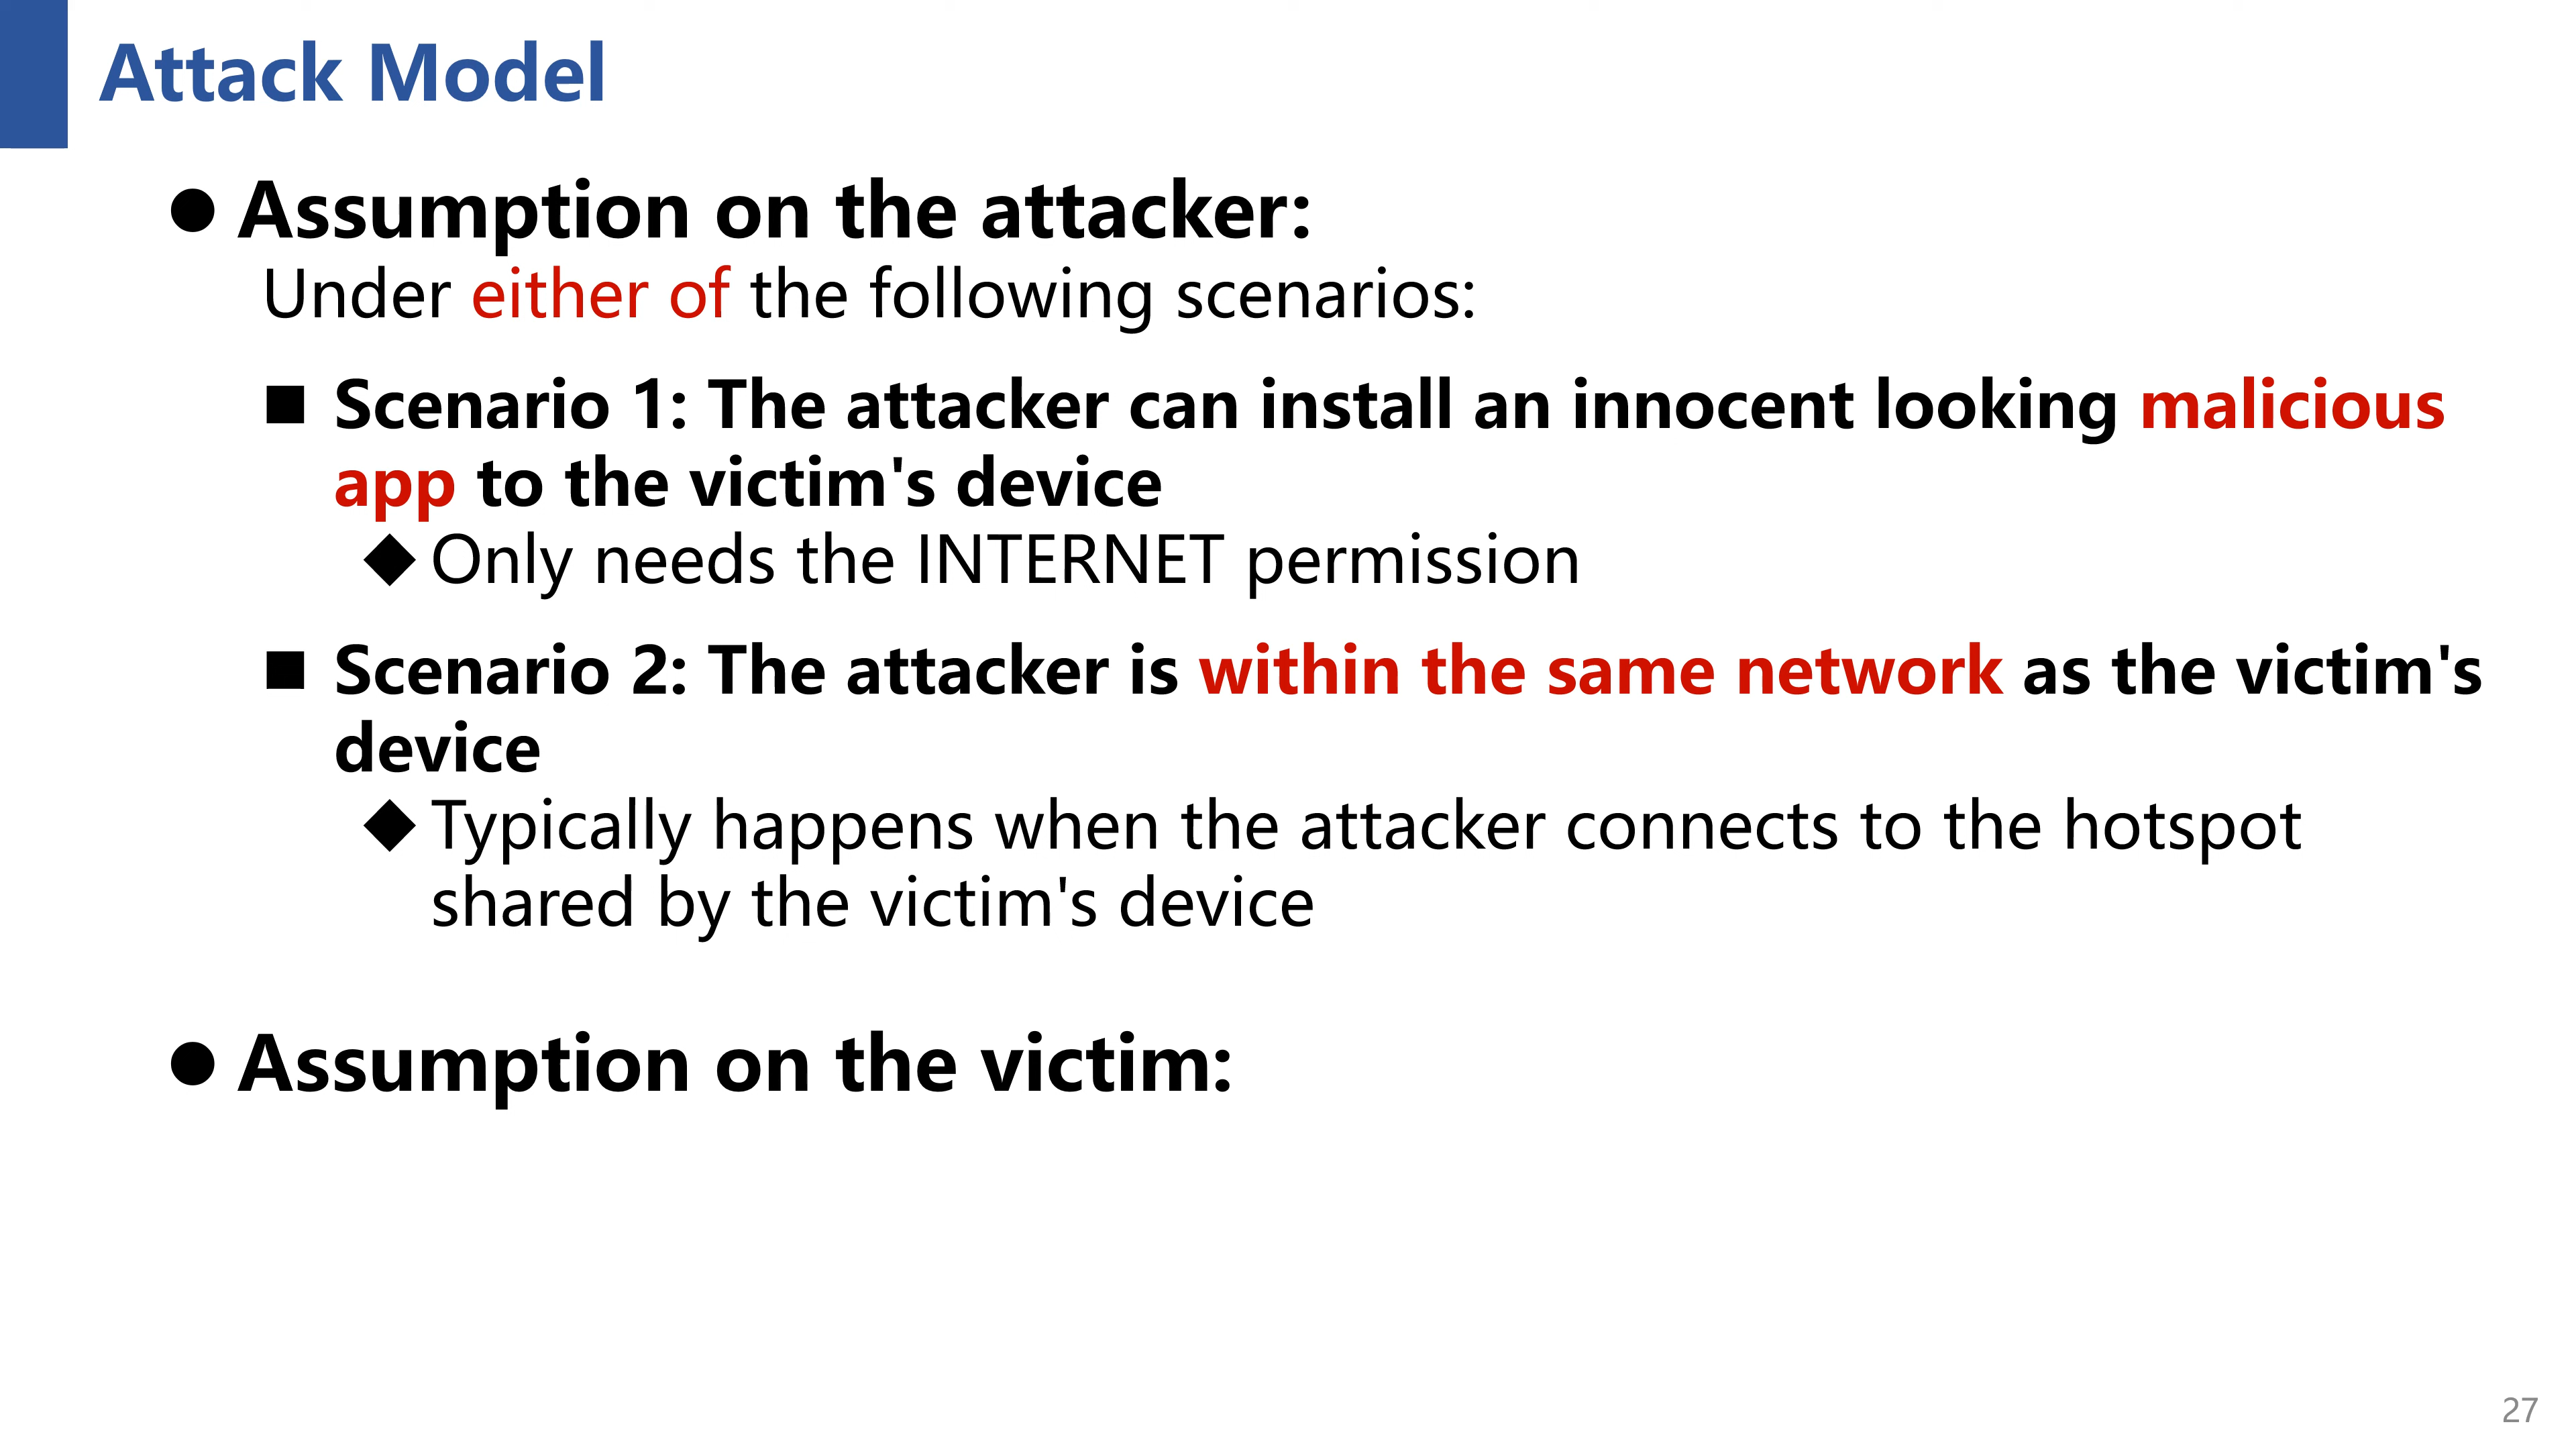 Attack Model
Assumption on the attacker:
Under either of the following scenarios:
Scenario 1: The attacker can install an innocent looking malicious
app to the victim's device
Only needs the INTERNET permission
Scenario 2: The attacker is within the same network as the victim's
device
Typically happens when the attacker connects to the hotspot
shared by the victim's device
Assumption on the victim:
27